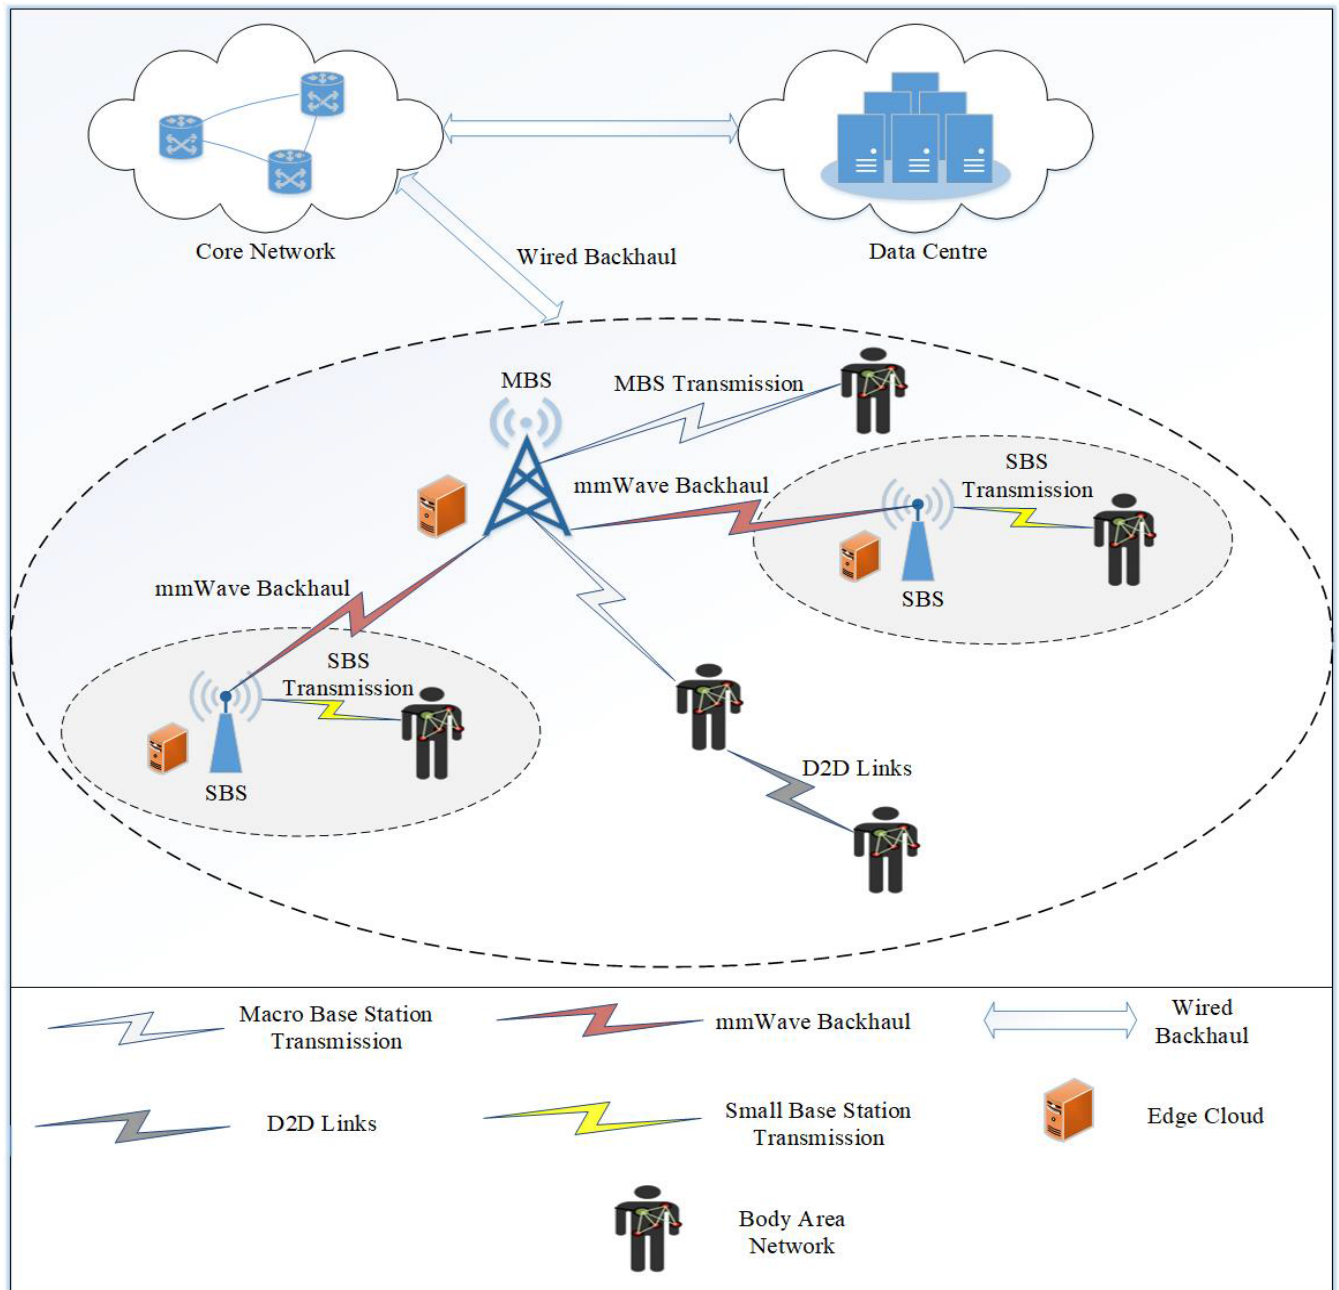 Core Network
Data Centre
Wired Backhaul
MBS
MBS Transmission
SBS
Transmission
mmWave Backhaul
SBS
mmWave Backhaul
SBS
Transmission
SBS
D2D Links
Macro Base Station
Transmission
mmWave Backhaul
Wired
Backhaul
D2D Links
Small Base Station
Transmission
Edge Cloud
Body Area
Network